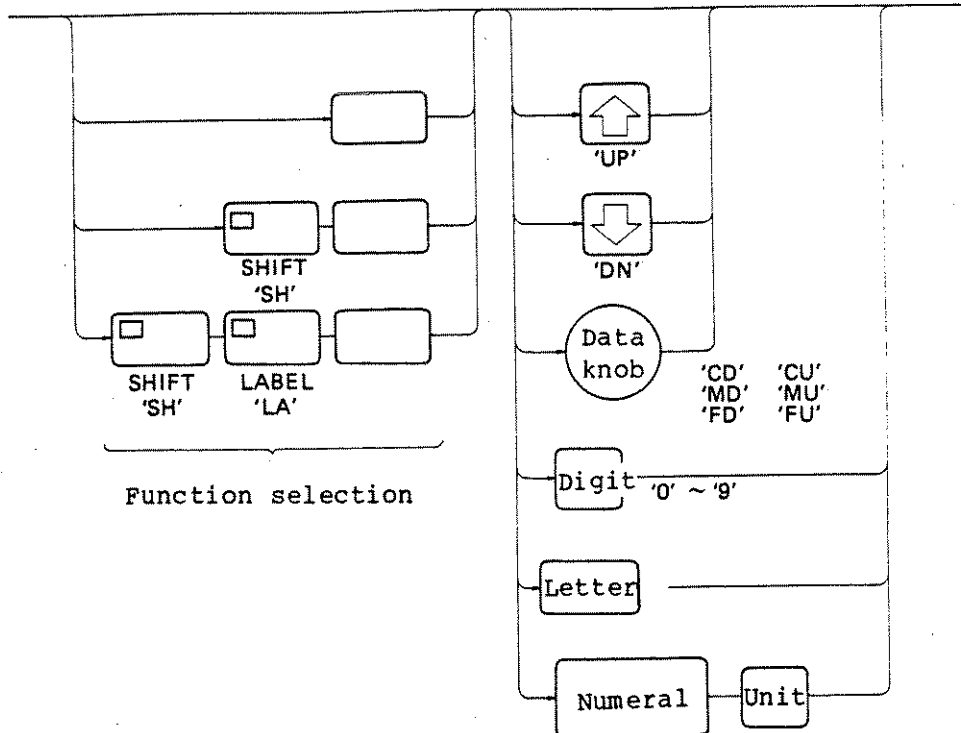 'UP'
SHIFT
'SH'
'DN'
SHIFT
'SH'
LABEL
'LA'
Data
knob
'CD' 'CU'
'MD' 'MU'
'FD' 'FU'
Function selection
Digit '0' ~ '9'
Letter
Numeral
Unit